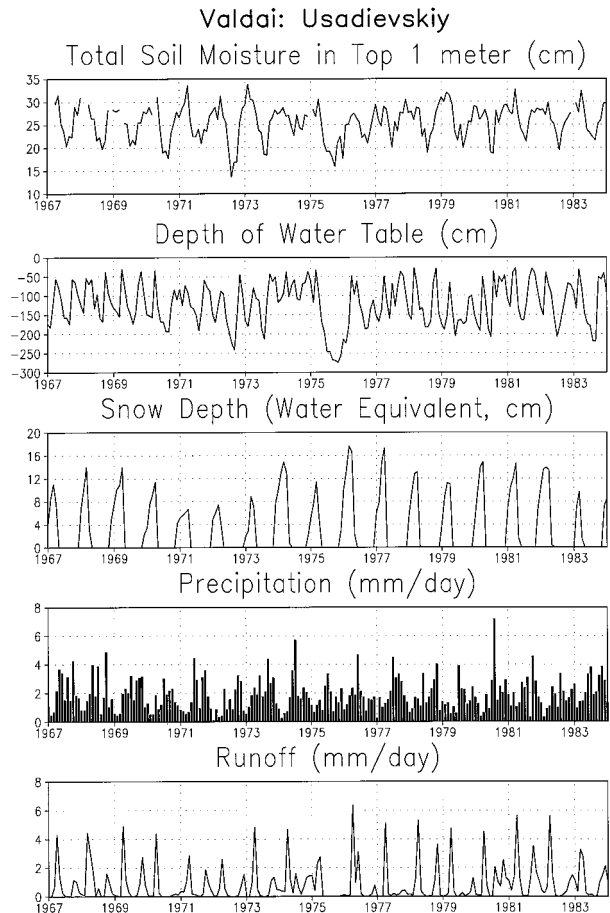 Valdai: Usadievskiy
Total Soil Moisture in Top 1 meter (cm)
35
30
25
20
15
10
1967 1969 1971 1973 1975 1977 1979 1981 1983
Depth of Water Table (cm)
0
-50
-100
-150
-200
-250
-300
1967 1969 1971 1973 1975 1977 1979 1981 1983
Snow Depth (Water Equivalent, cm)
20
16
12
8
4
0
1967 1969 1971 1973 1975 1977 1979 1981 1983
Precipitation (mm/day)
8
6
4
2
0
1967 1969 1971 1973 1975 1977 1979 1981 1983
Runoff (mm/day)
8
6
4
2
0
1967 1969 1971 1973 1975 1977 1979 1981 1983